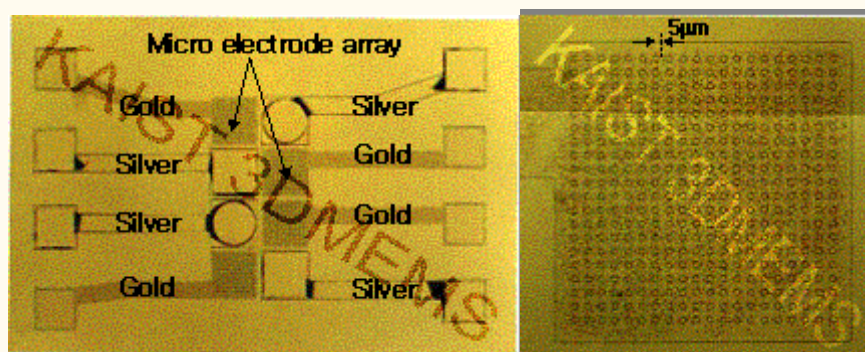 Micro electrode array
Gold
Silver
Silver
Gold
Silver
Gold
Gold
Silver
KAIST 3DMEMS
5µm
KAIST 3DMEMS